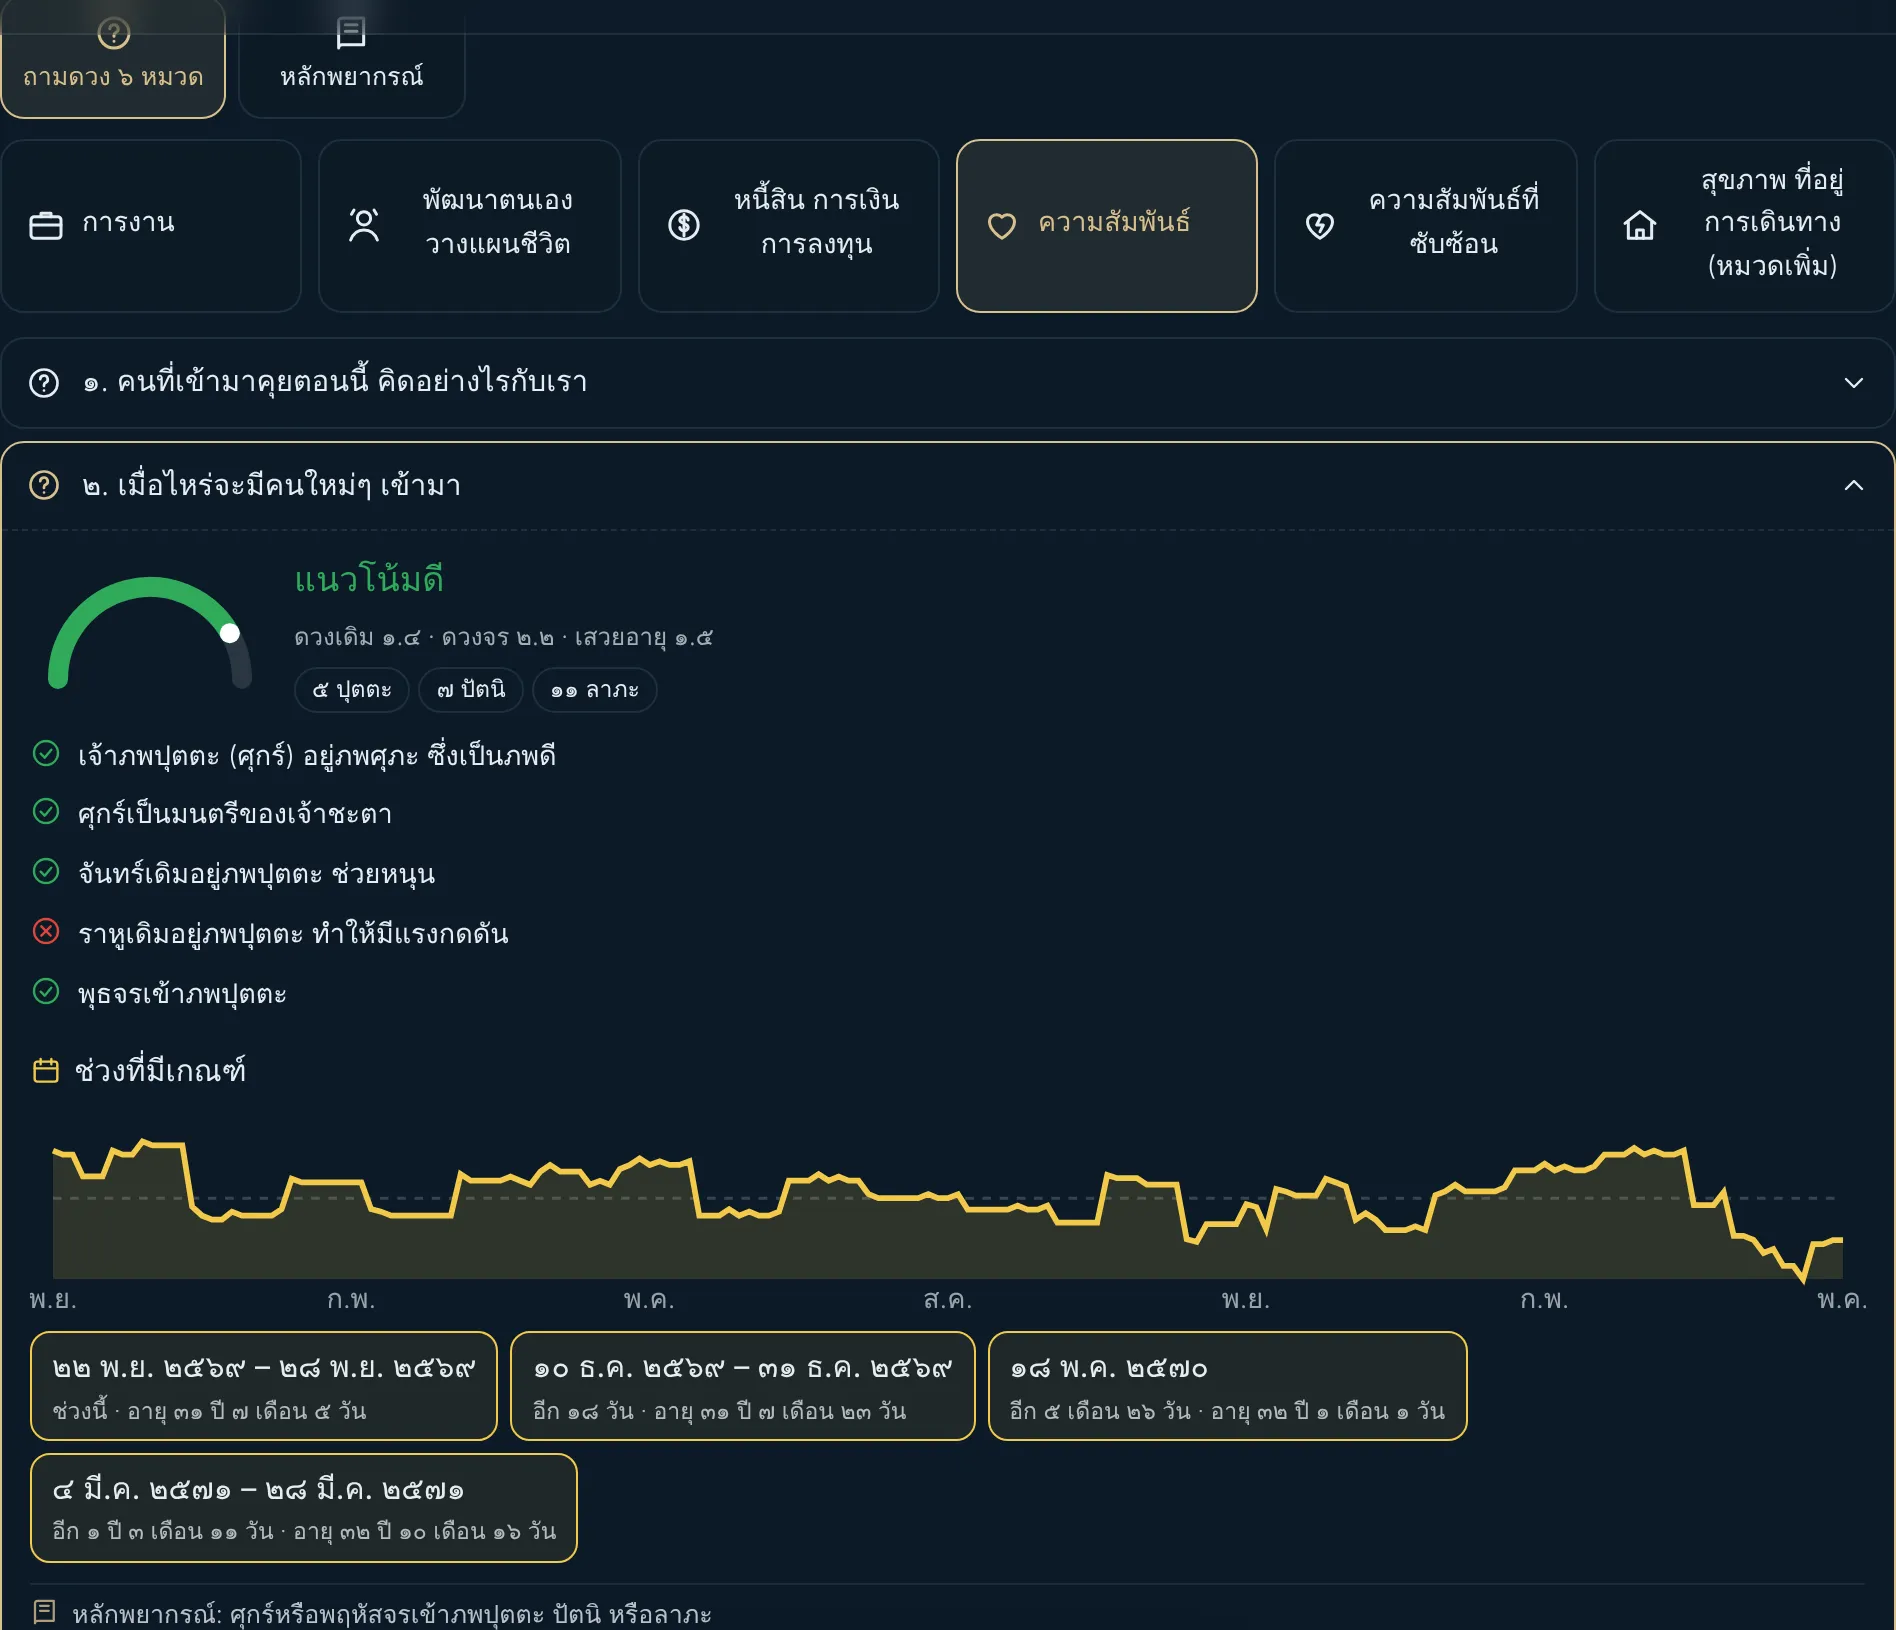 ถามดวง ๖ หมวด
หลักพยากรณ์
การงาน
พัฒนาตนเอง
วางแผนชีวิต
หนี้สิน การเงิน
การลงทุน
ความสัมพันธ์
ความสัมพันธ์ที่
ซับซ้อน
สุขภาพ ที่อยู่
การเดินทาง
(หมวดเพิ่ม)
๑. คนที่เข้ามาคุยตอนนี้ คิดอย่างไรกับเรา
๒. เมื่อไหร่จะมีคนใหม่ๆ เข้ามา
แนวโน้มดี
ดวงเดิม ๑.๔ · ดวงจร ๒.๒ · เสวยอายุ ๑.๕
๕ ปุตตะ
๗ ปัตนิ
๑๑ ลาภะ
เจ้าภพปุตตะ (ศุกร์) อยู่ภพศุภะ ซึ่งเป็นภพดี
ศุกร์เป็นมนตรีของเจ้าชะตา
จันทร์เดิมอยู่ภพปุตตะ ช่วยหนุน
ราหูเดิมอยู่ภพปุตตะ ทำให้มีแรงกดดัน
พุธจรเข้าภพปุตตะ
ช่วงที่มีเกณฑ์
พ.ย. ก.พ. พ.ค. ส.ค. พ.ย. ก.พ. พ.ค.
๒๒ พ.ย. ๒๕๖๙ – ๒๘ พ.ย. ๒๕๖๙
ช่วงนี้ · อายุ ๓๑ ปี ๗ เดือน ๕ วัน
๑๐ ธ.ค. ๒๕๖๙ – ๓๑ ธ.ค. ๒๕๖๙
อีก ๑๘ วัน · อายุ ๓๑ ปี ๗ เดือน ๒๓ วัน
๑๘ พ.ค. ๒๕๗๐
อีก ๕ เดือน ๒๖ วัน · อายุ ๓๒ ปี ๑ เดือน ๑ วัน
๔ มี.ค. ๒๕๗๑ – ๒๘ มี.ค. ๒๕๗๑
อีก ๑ ปี ๓ เดือน ๑๑ วัน · อายุ ๓๒ ปี ๑๐ เดือน ๑๖ วัน
หลักพยากรณ์: ศุกร์หรือพฤหัสจรเข้าภพปุตตะ ปัตนิ หรือลาภะ